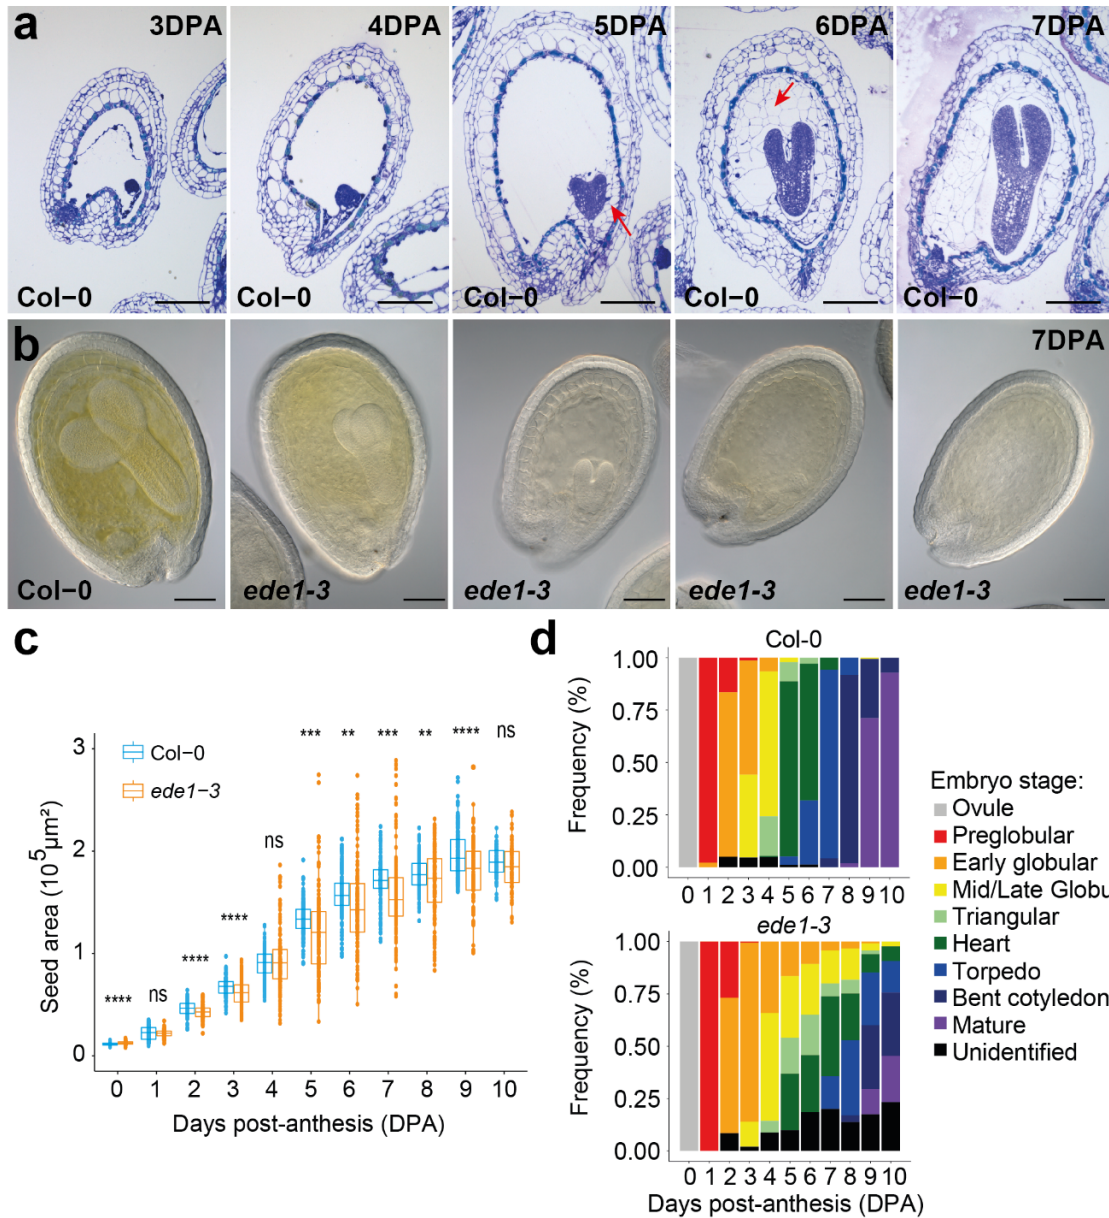 a
3DPA
4DPA
5DPA
6DPA
7DPA
Col−0
Col−0
Col−0
Col−0
Col−0
b
7DPA
Col−0
ede1-3
ede1-3
ede1-3
ede1-3
c
d
Seed area (10⁵µm²)
3
2
1
0
Col−0
ede1−3
****
ns
****
****
ns
***
**
***
**
****
ns
0 1 2 3 4 5 6 7 8 9 10
Days post-anthesis (DPA)
Col-0
Frequency (%)
1.00
0.75
0.50
0.25
0.00
0 1 2 3 4 5 6 7 8 9 10
ede1-3
Frequency (%)
1.00
0.75
0.50
0.25
0.00
0 1 2 3 4 5 6 7 8 9 10
Days post-anthesis (DPA)
Embryo stage:
Ovule
Preglobular
Early globular
Mid/Late Globu
Triangular
Heart
Torpedo
Bent cotyledon
Mature
Unidentified